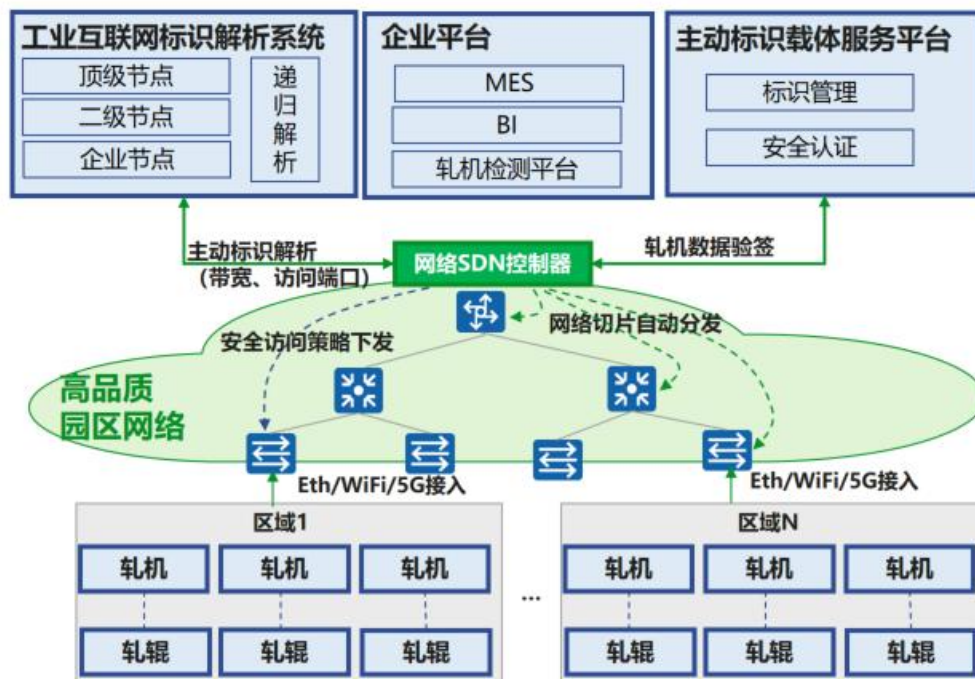 工业互联网标识解析系统
顶级节点
二级节点
企业节点
递归解析
企业平台
MES
BI
轧机检测平台
主动标识载体服务平台
标识管理
安全认证
主动标识解析
（带宽、访问端口）
网络SDN控制器
轧机数据验签
安全访问策略下发
网络切片自动分发
高品质
园区网络
Eth/WiFi/5G接入
Eth/WiFi/5G接入
区域1
轧机
轧机
轧机
轧辊
轧辊
轧辊
...
区域N
轧机
轧机
轧机
轧辊
轧辊
轧辊